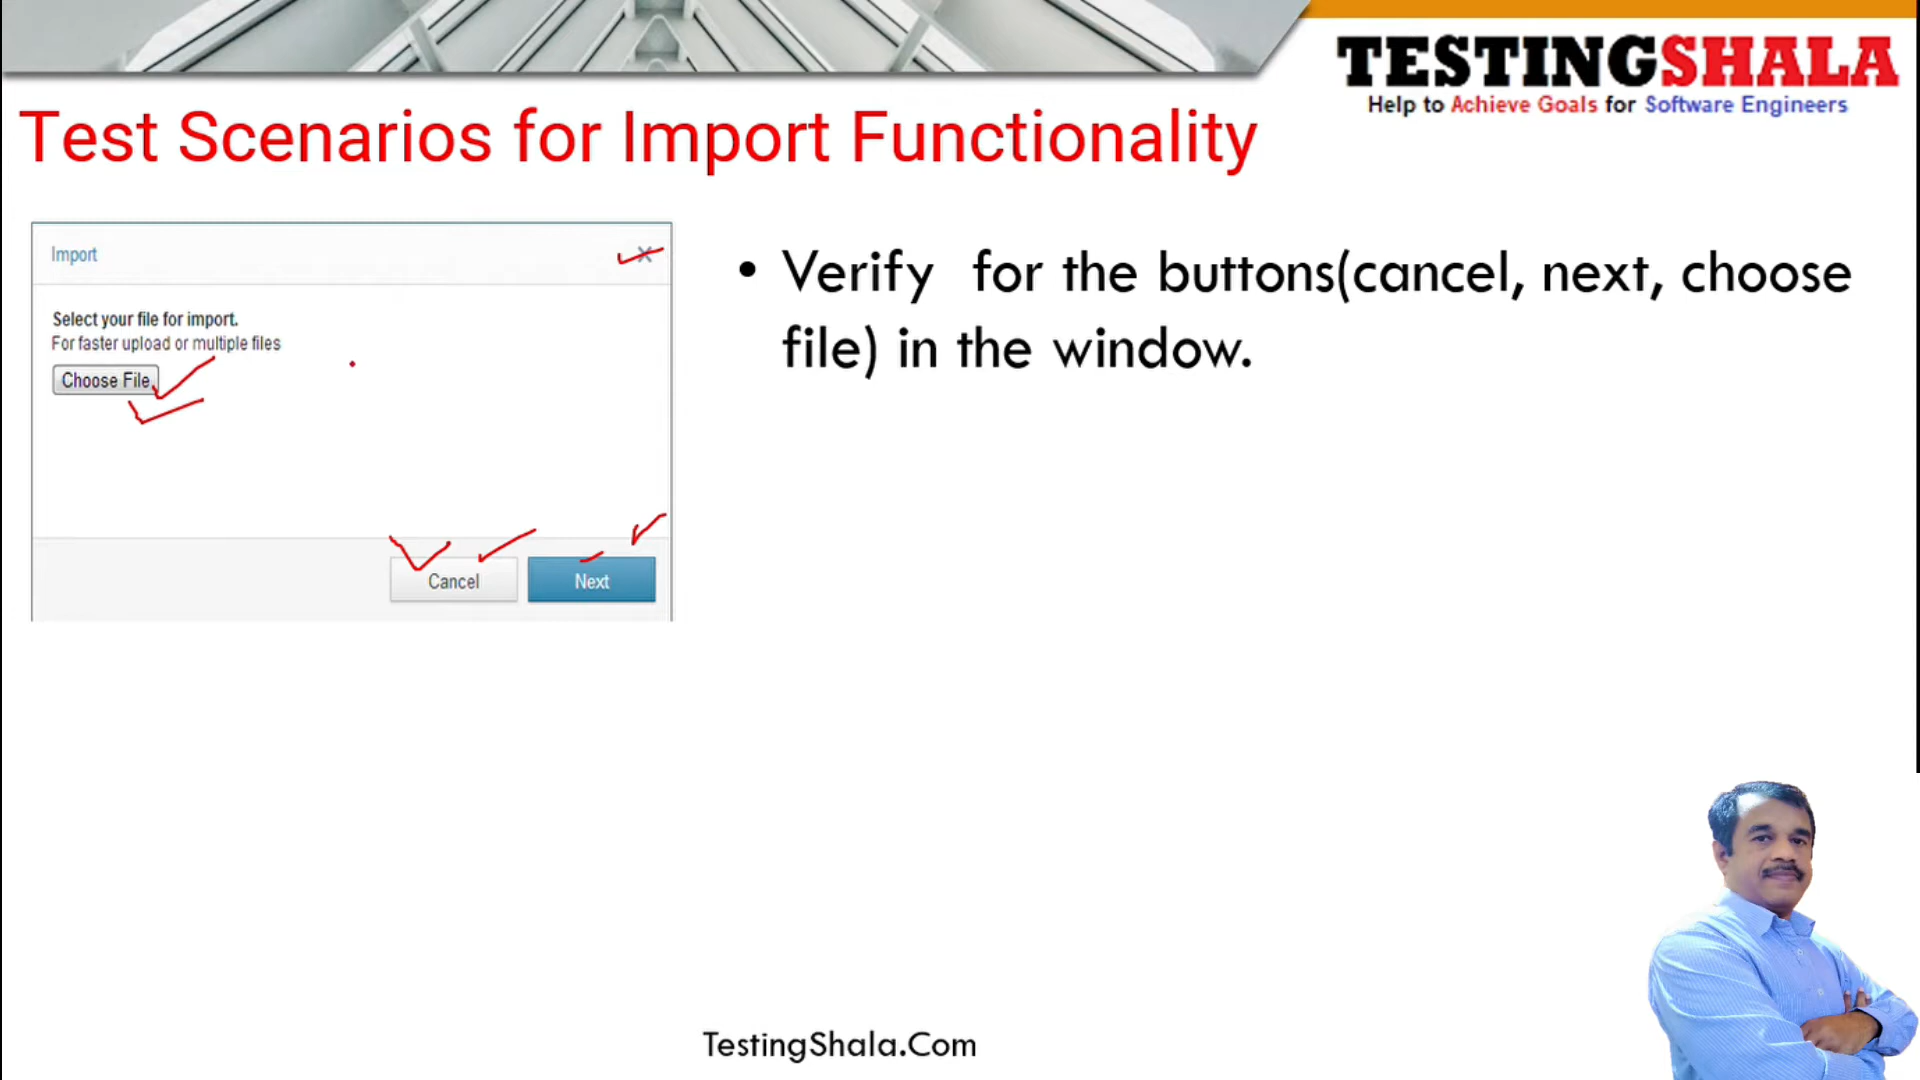 TESTINGSHALA
Help to Achieve Goals for Software Engineers
Test Scenarios for Import Functionality
Import
Select your file for import.
For faster upload or multiple files
Choose File
Cancel
Next
• Verify for the buttons(cancel, next, choose
file) in the window.
TestingShala.Com